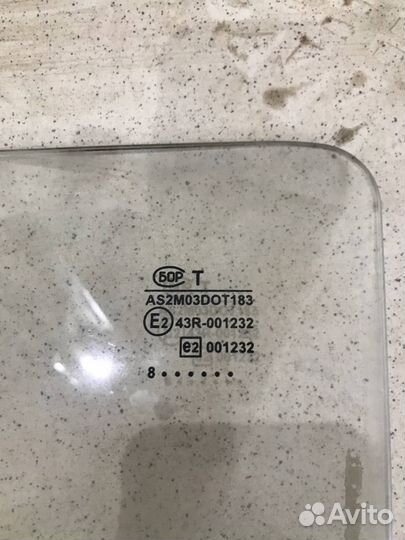 БОР T
AS2M03DOT183
E2 43R-001232
e2 001232
8......
Avito